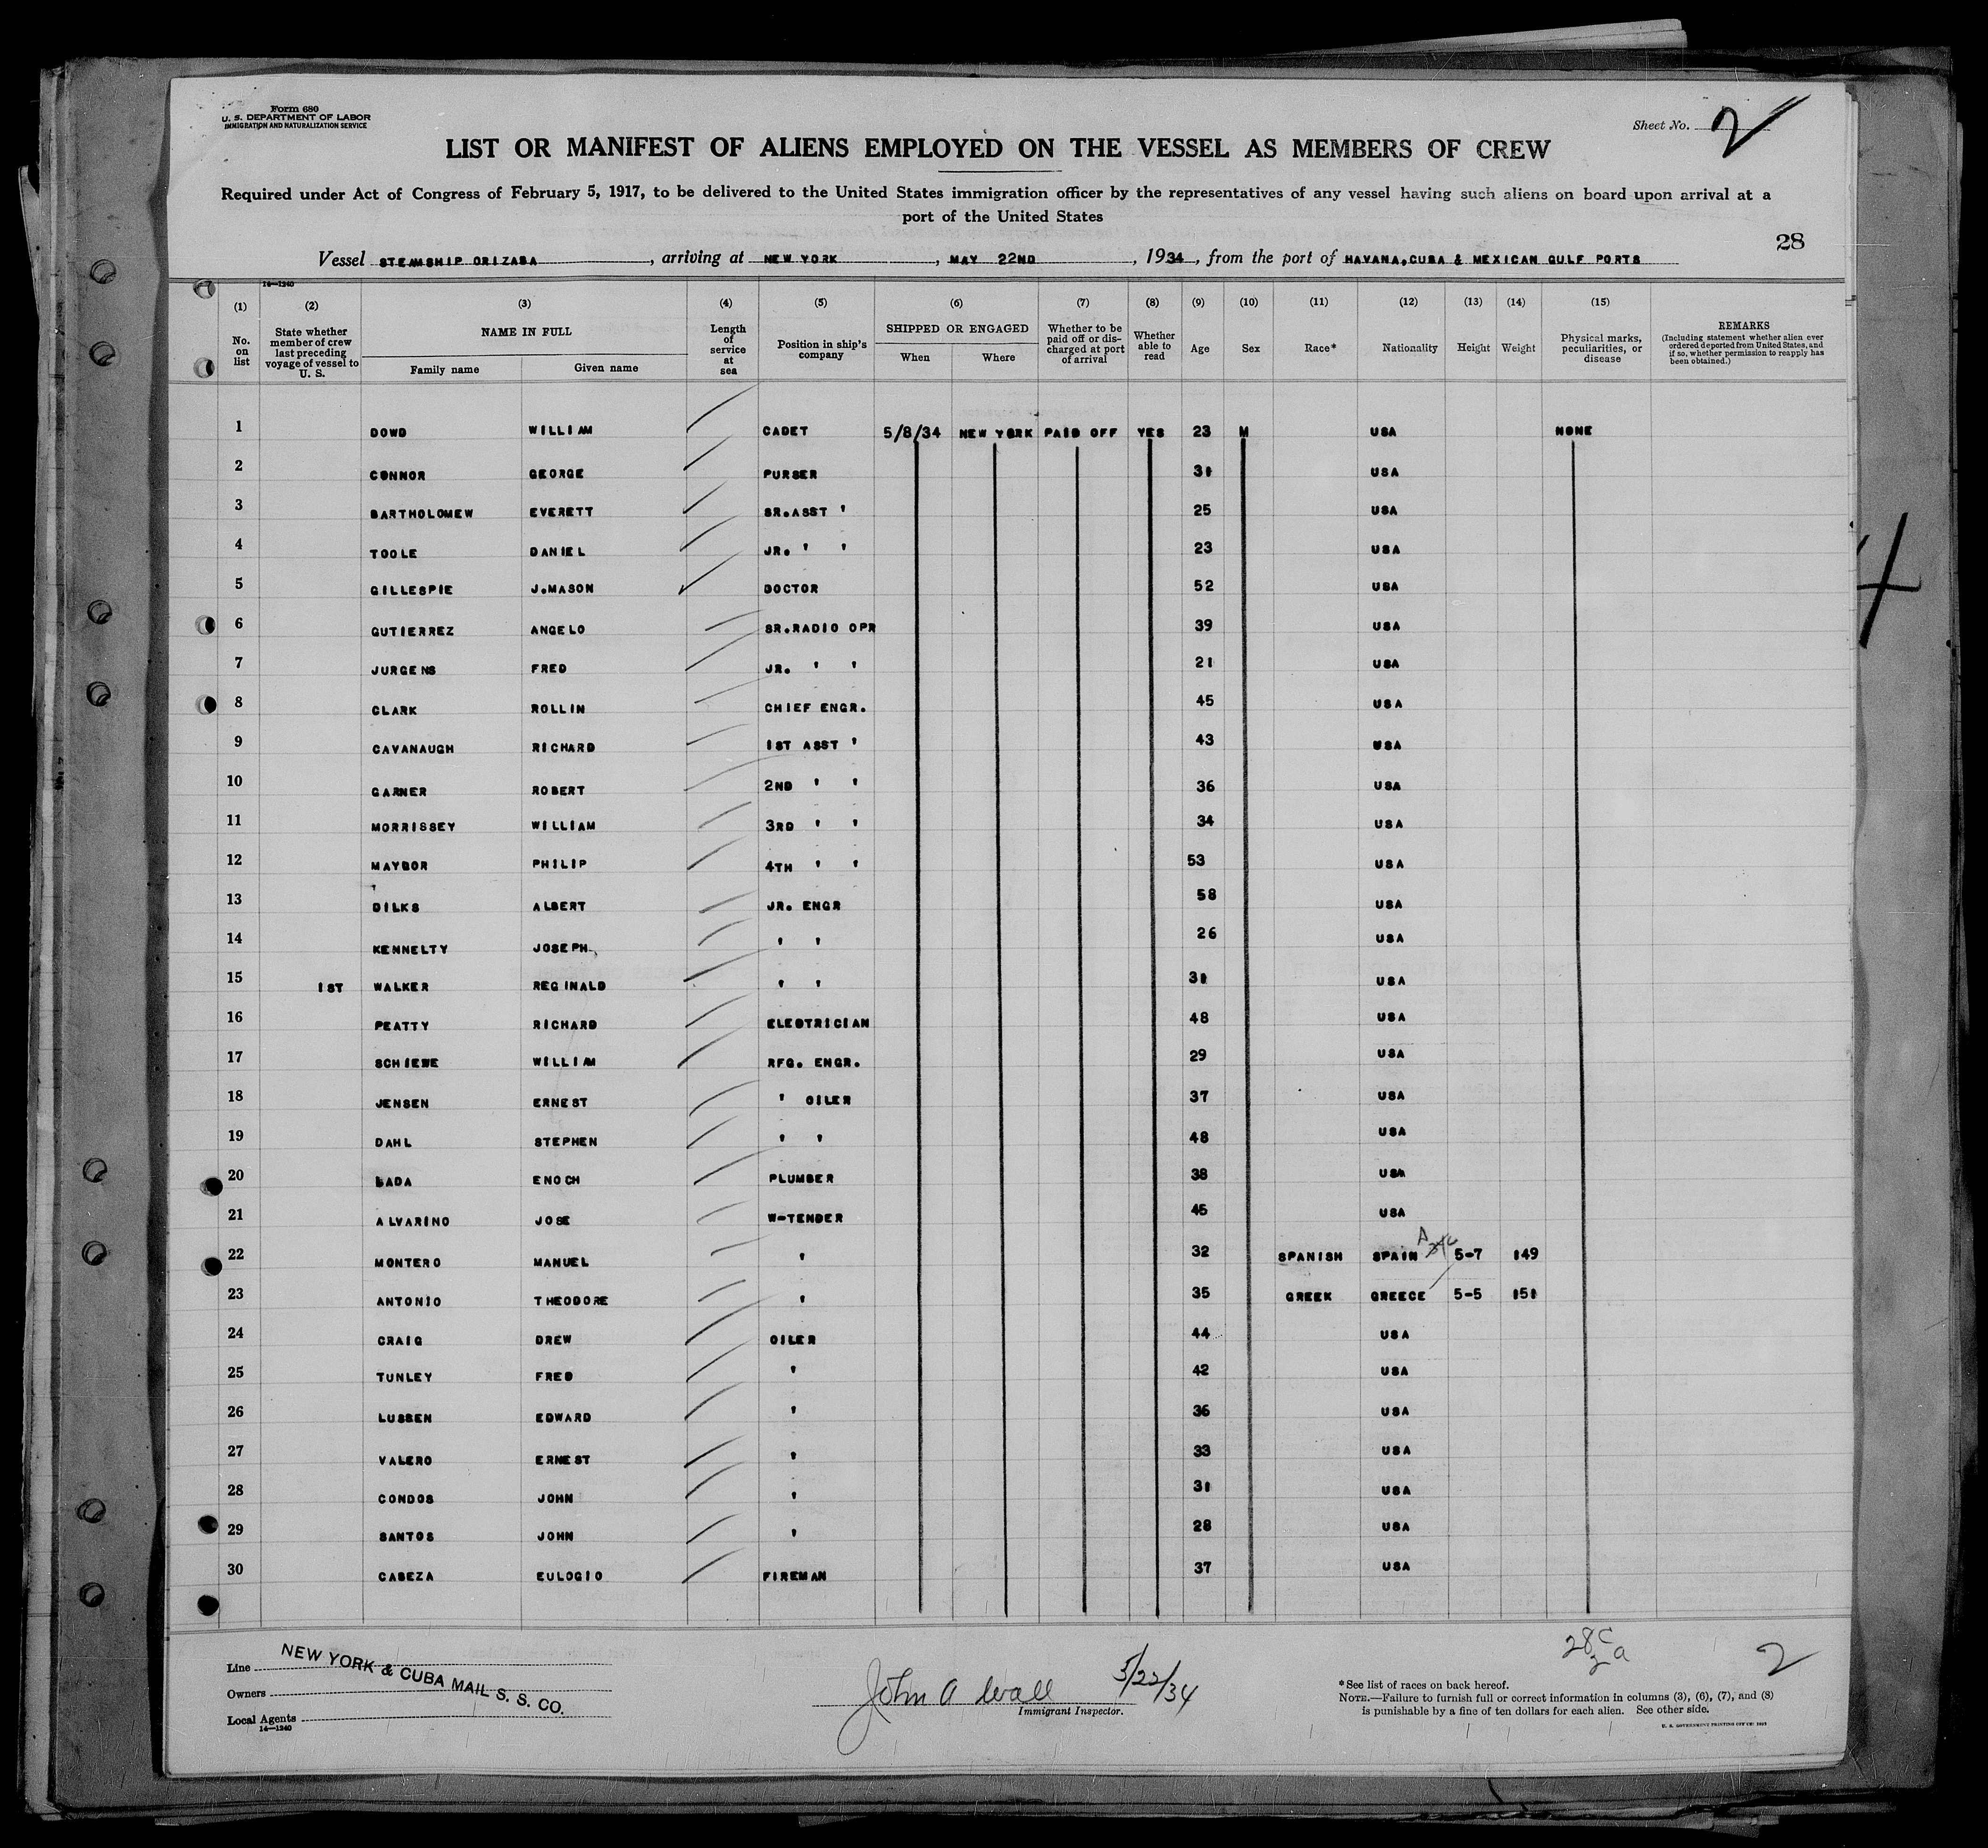 Form 680
U. S. DEPARTMENT OF LABOR
IMMIGRATION AND NATURALIZATION SERVICE
Sheet No. 2
LIST OR MANIFEST OF ALIENS EMPLOYED ON THE VESSEL AS MEMBERS OF CREW
Required under Act of Congress of February 5, 1917, to be delivered to the United States immigration officer by the representatives of any vessel having such aliens on board upon arrival at a
port of the United States
28
Vessel STEAMSHIP ORIZABA, arriving at NEW YORK, MAY 22ND, 1934, from the port of HAVANA,CUBA & MEXICAN GULF PORTS
14—1240
(1) (2) (3) (4) (5) (6) (7) (8) (9) (10) (11) (12) (13) (14) (15)
No. on list
State whether member of crew last preceding voyage of vessel to U. S.
NAME IN FULL
Family name
Given name
Length of service at sea
Position in ship's company
SHIPPED OR ENGAGED
When
Where
Whether to be paid off or discharged at port of arrival
Whether able to read
Age
Sex
Race*
Nationality
Height
Weight
Physical marks, peculiarities, or disease
REMARKS
(Including statement whether alien ever ordered deported from United States, and if so, whether permission to reapply has been obtained.)
1 DOWD WILLIAM CADET 5/8/34 NEW YORK PAID OFF YES 23 M USA NONE
2 CONNOR GEORGE PURSER 31 USA
3 BARTHOLOMEW EVERETT SR.ASST ' 25 USA
4 TOOLE DANIEL JR. ' ' 23 USA
5 GILLESPIE J.MASON DOCTOR 52 USA
6 GUTIERREZ ANGELO SR.RADIO OPR 39 USA
7 JURGENS FRED JR. ' ' 21 USA
8 CLARK ROLLIN CHIEF ENGR. 45 USA
9 CAVANAUGH RICHARD 1ST ASST ' 43 USA
10 GARNER ROBERT 2ND ' ' 36 USA
11 MORRISSEY WILLIAM 3RD ' ' 34 USA
12 MAYBOR PHILIP 4TH ' ' 53 USA
13 DILKS ALBERT JR. ENGR 58 USA
14 KENNELTY JOSEPH ' ' 26 USA
15 1ST WALKER REGINALD ' ' 31 USA
16 PEATTY RICHARD ELECTRICIAN 48 USA
17 SCHIEWE WILLIAM RFG. ENGR. 29 USA
18 JENSEN ERNEST ' OILER 37 USA
19 DAHL STEPHEN ' ' 48 USA
20 LADA ENOCH PLUMBER 38 USA
21 ALVARINO JOSE W-TENDER 45 USA
22 MONTERO MANUEL ' 32 SPANISH SPAIN 5-7 149
23 ANTONIO THEODORE ' 35 GREEK GREECE 5-5 151
24 CRAIG DREW OILER 44 USA
25 TUNLEY FRED ' 42 USA
26 LUSSEN EDWARD ' 36 USA
27 VALERO ERNEST ' 33 USA
28 CONDOS JOHN ' 31 USA
29 SANTOS JOHN ' 28 USA
30 CABEZA EULOGIO FIREMAN 37 USA
Line
Owners
Local Agents
NEW YORK & CUBA MAIL S. S. CO.
14—1240
John A Wall 5/22/34
Immigrant Inspector.
28 C
2 a
2
*See list of races on back hereof.
NOTE.—Failure to furnish full or correct information in columns (3), (6), (7), and (8)
is punishable by a fine of ten dollars for each alien. See other side.
U. S. GOVERNMENT PRINTING OFFICE: 1933
4